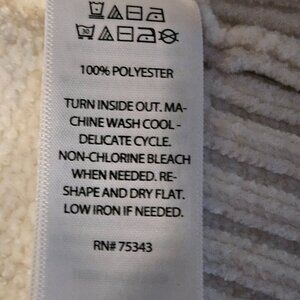 100% POLYESTER
TURN INSIDE OUT. MA-
CHINE WASH COOL -
DELICATE CYCLE.
NON-CHLORINE BLEACH
WHEN NEEDED. RE-
SHAPE AND DRY FLAT.
LOW IRON IF NEEDED.
RN# 75343